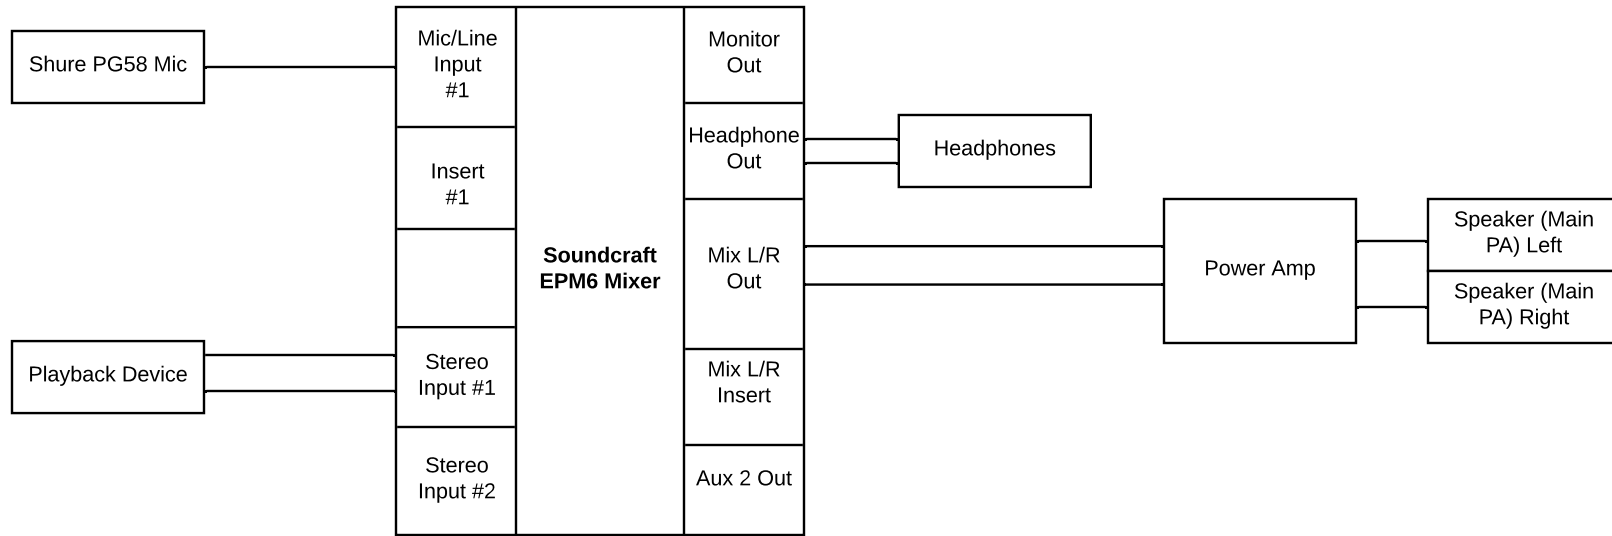 Shure PG58 Mic
Playback Device
Mic/Line
Input
#1
Insert
#1
Stereo
Input #1
Stereo
Input #2
Soundcraft
EPM6 Mixer
Monitor
Out
Headphone
Out
Mix L/R
Out
Mix L/R
Insert
Aux 2 Out
Headphones
Power Amp
Speaker (Main
PA) Left
Speaker (Main
PA) Right